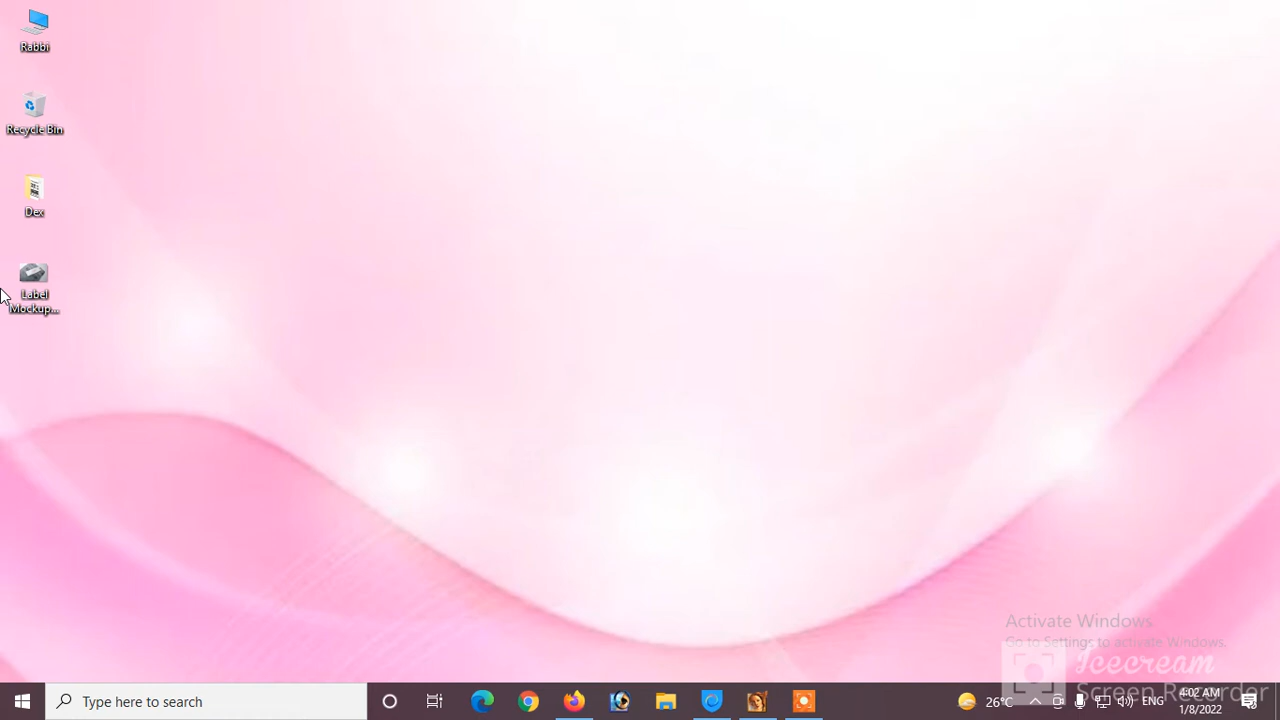 Rabbi
Recycle Bin
Dex
Label
Mockup...
Activate Windows
Go to Settings to activate Windows.
Icecream
Screen Recorder
Type here to search
26°C
ENG
4:02 AM
1/8/2022